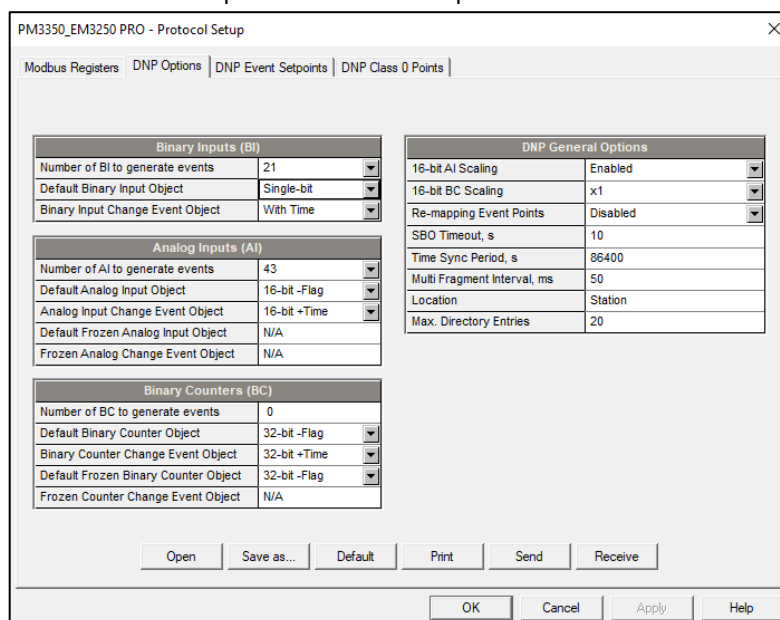 PM3350_EM3250 PRO - Protocol Setup
Modbus Registers DNP Options DNP Event Setpoints DNP Class 0 Points
Binary Inputs (BI)
Number of BI to generate events 21
Default Binary Input Object Single-bit
Binary Input Change Event Object With Time
Analog Inputs (AI)
Number of AI to generate events 43
Default Analog Input Object 16-bit -Flag
Analog Input Change Event Object 16-bit +Time
Default Frozen Analog Input Object N/A
Frozen Analog Change Event Object N/A
Binary Counters (BC)
Number of BC to generate events 0
Default Binary Counter Object 32-bit -Flag
Binary Counter Change Event Object 32-bit +Time
Default Frozen Binary Counter Object 32-bit -Flag
Frozen Counter Change Event Object N/A
DNP General Options
16-bit AI Scaling Enabled
16-bit BC Scaling x1
Re-mapping Event Points Disabled
SBO Timeout, s 10
Time Sync Period, s 86400
Multi Fragment Interval, ms 50
Location Station
Max. Directory Entries 20
Open Save as... Default Print Send Receive
OK Cancel Apply Help